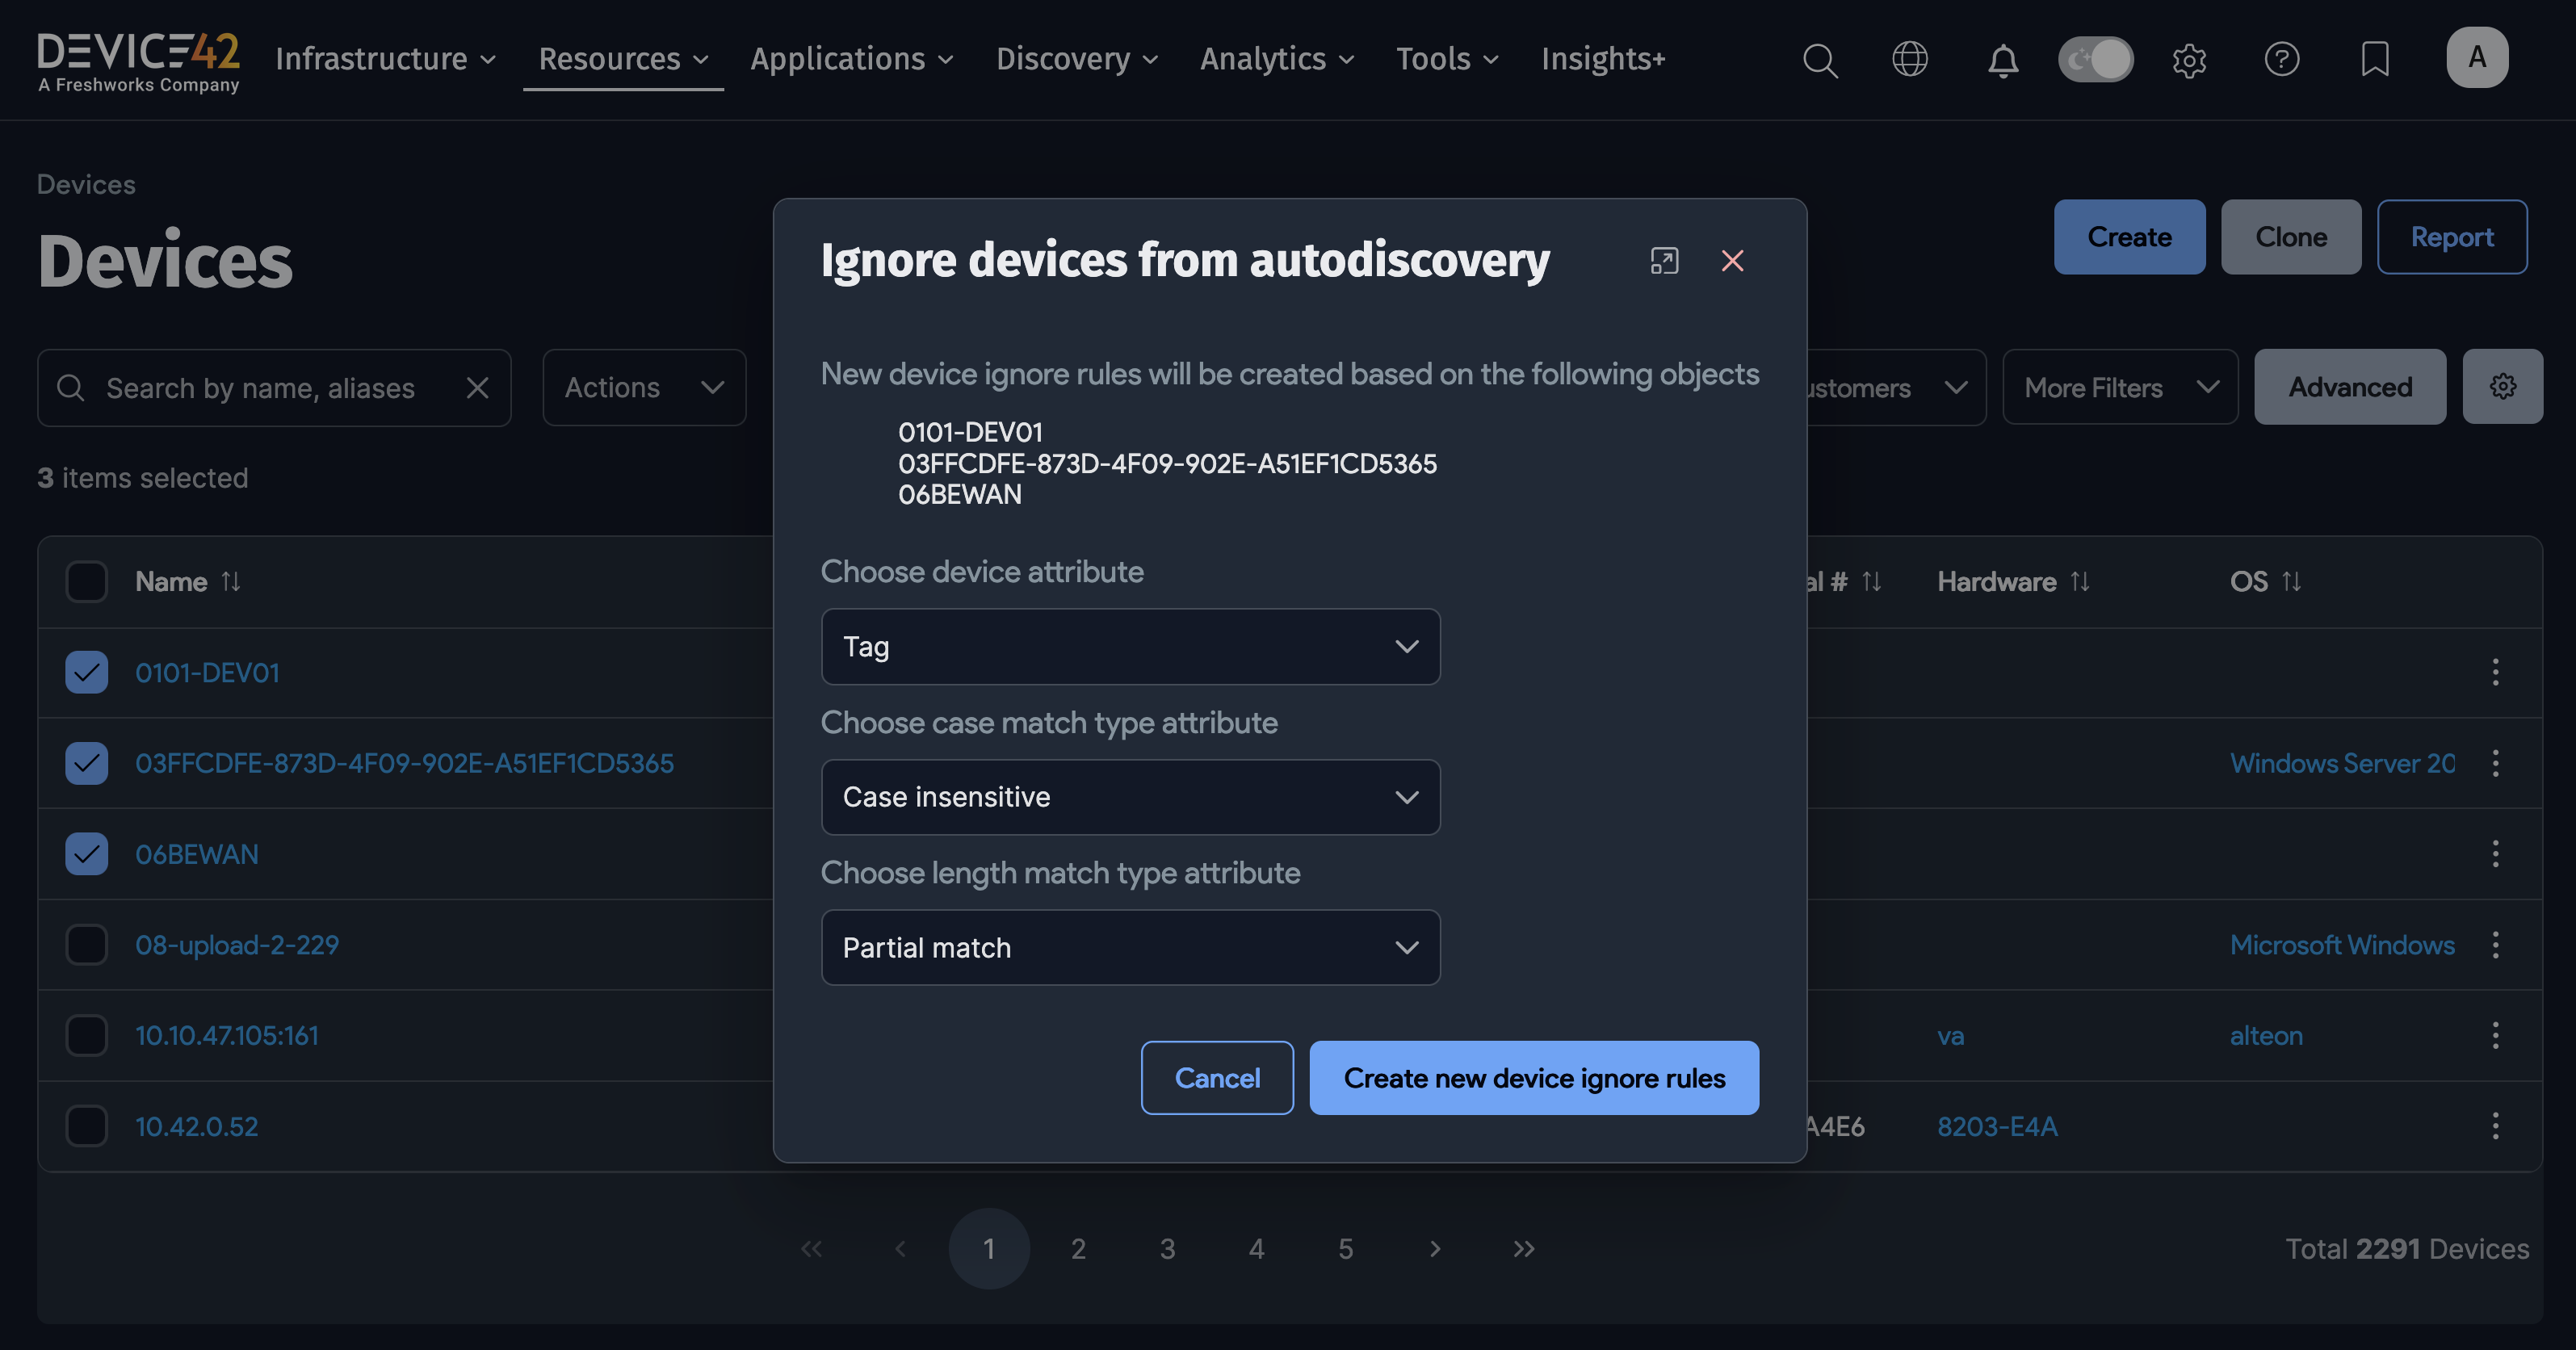 DEVICE42
A Freshworks Company
Infrastructure
Resources
Applications
Discovery
Analytics
Tools
Insights+
A
Devices
Devices
Create
Clone
Report
Search by name, aliases
Actions
ustomers
More Filters
Advanced
3 items selected
Name
al #
Hardware
OS
0101-DEV01
03FFCDFE-873D-4F09-902E-A51EF1CD5365
Windows Server 20
06BEWAN
08-upload-2-229
Microsoft Windows
10.10.47.105:161
va
alteon
10.42.0.52
A4E6
8203-E4A
Ignore devices from autodiscovery
New device ignore rules will be created based on the following objects
0101-DEV01
03FFCDFE-873D-4F09-902E-A51EF1CD5365
06BEWAN
Choose device attribute
Tag
Choose case match type attribute
Case insensitive
Choose length match type attribute
Partial match
Cancel
Create new device ignore rules
1
2
3
4
5
Total 2291 Devices